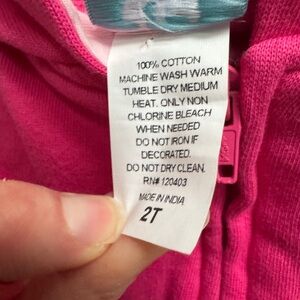 100% COTTON
MACHINE WASH WARM
TUMBLE DRY MEDIUM
HEAT. ONLY NON
CHLORINE BLEACH
WHEN NEEDED
DO NOT IRON IF
DECORATED.
DO NOT DRY CLEAN.
RN# 120403
MADE IN INDIA
2T